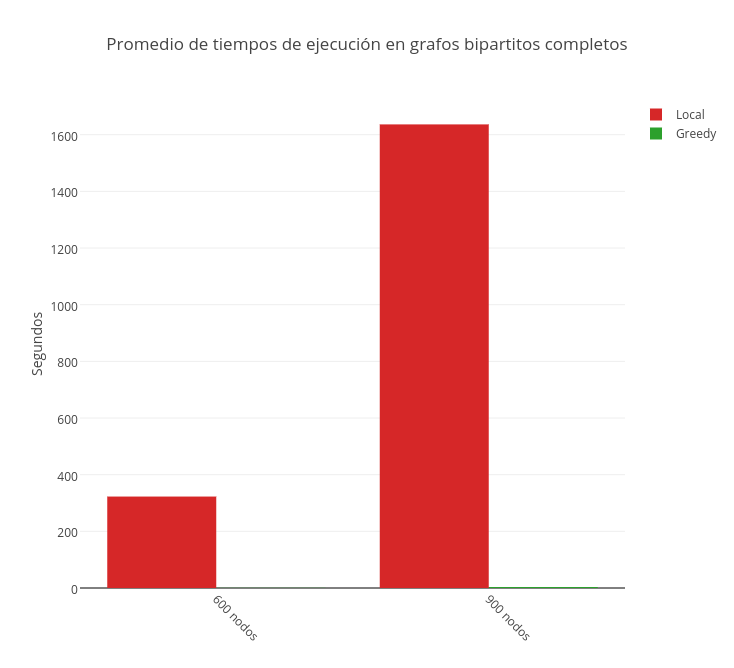 Promedio de tiempos de ejecución en grafos bipartitos completos
Local
Greedy
1600
1400
1200
1000
800
600
400
200
0
Segundos
600 nodos
900 nodos